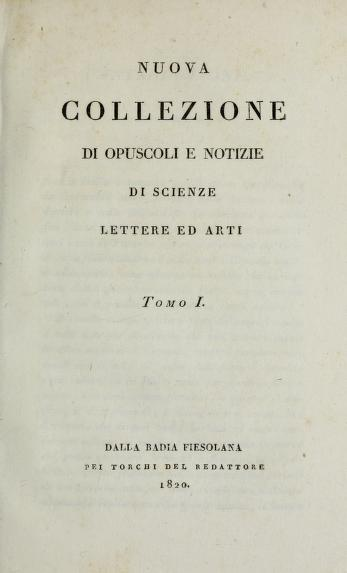 NUOVA
COLLEZIONE
DI OPUSCOLI E NOTIZIE
DI SCIENZE
LETTERE ED ARTI
Tomo I.
DALLA BADIA FIESOLANA
PEI TORCHI DEL REDATTORE
1820.